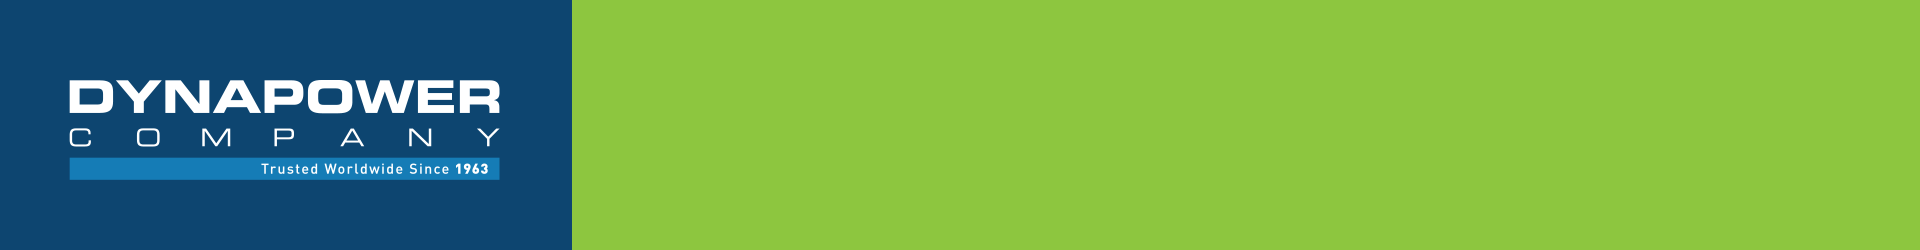 DYNAPOWER
COMPANY
Trusted Worldwide Since 1963